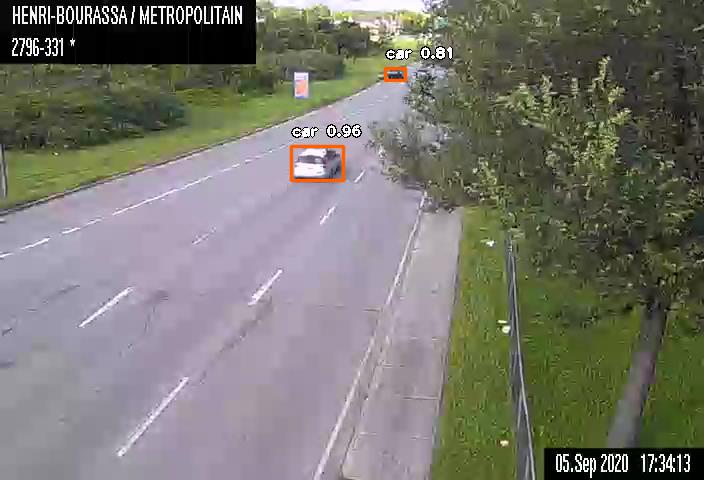 HENRI-BOURASSA / METROPOLITAIN
2796-331 *
car 0.81
car 0.96
05.Sep 2020 17:34:13